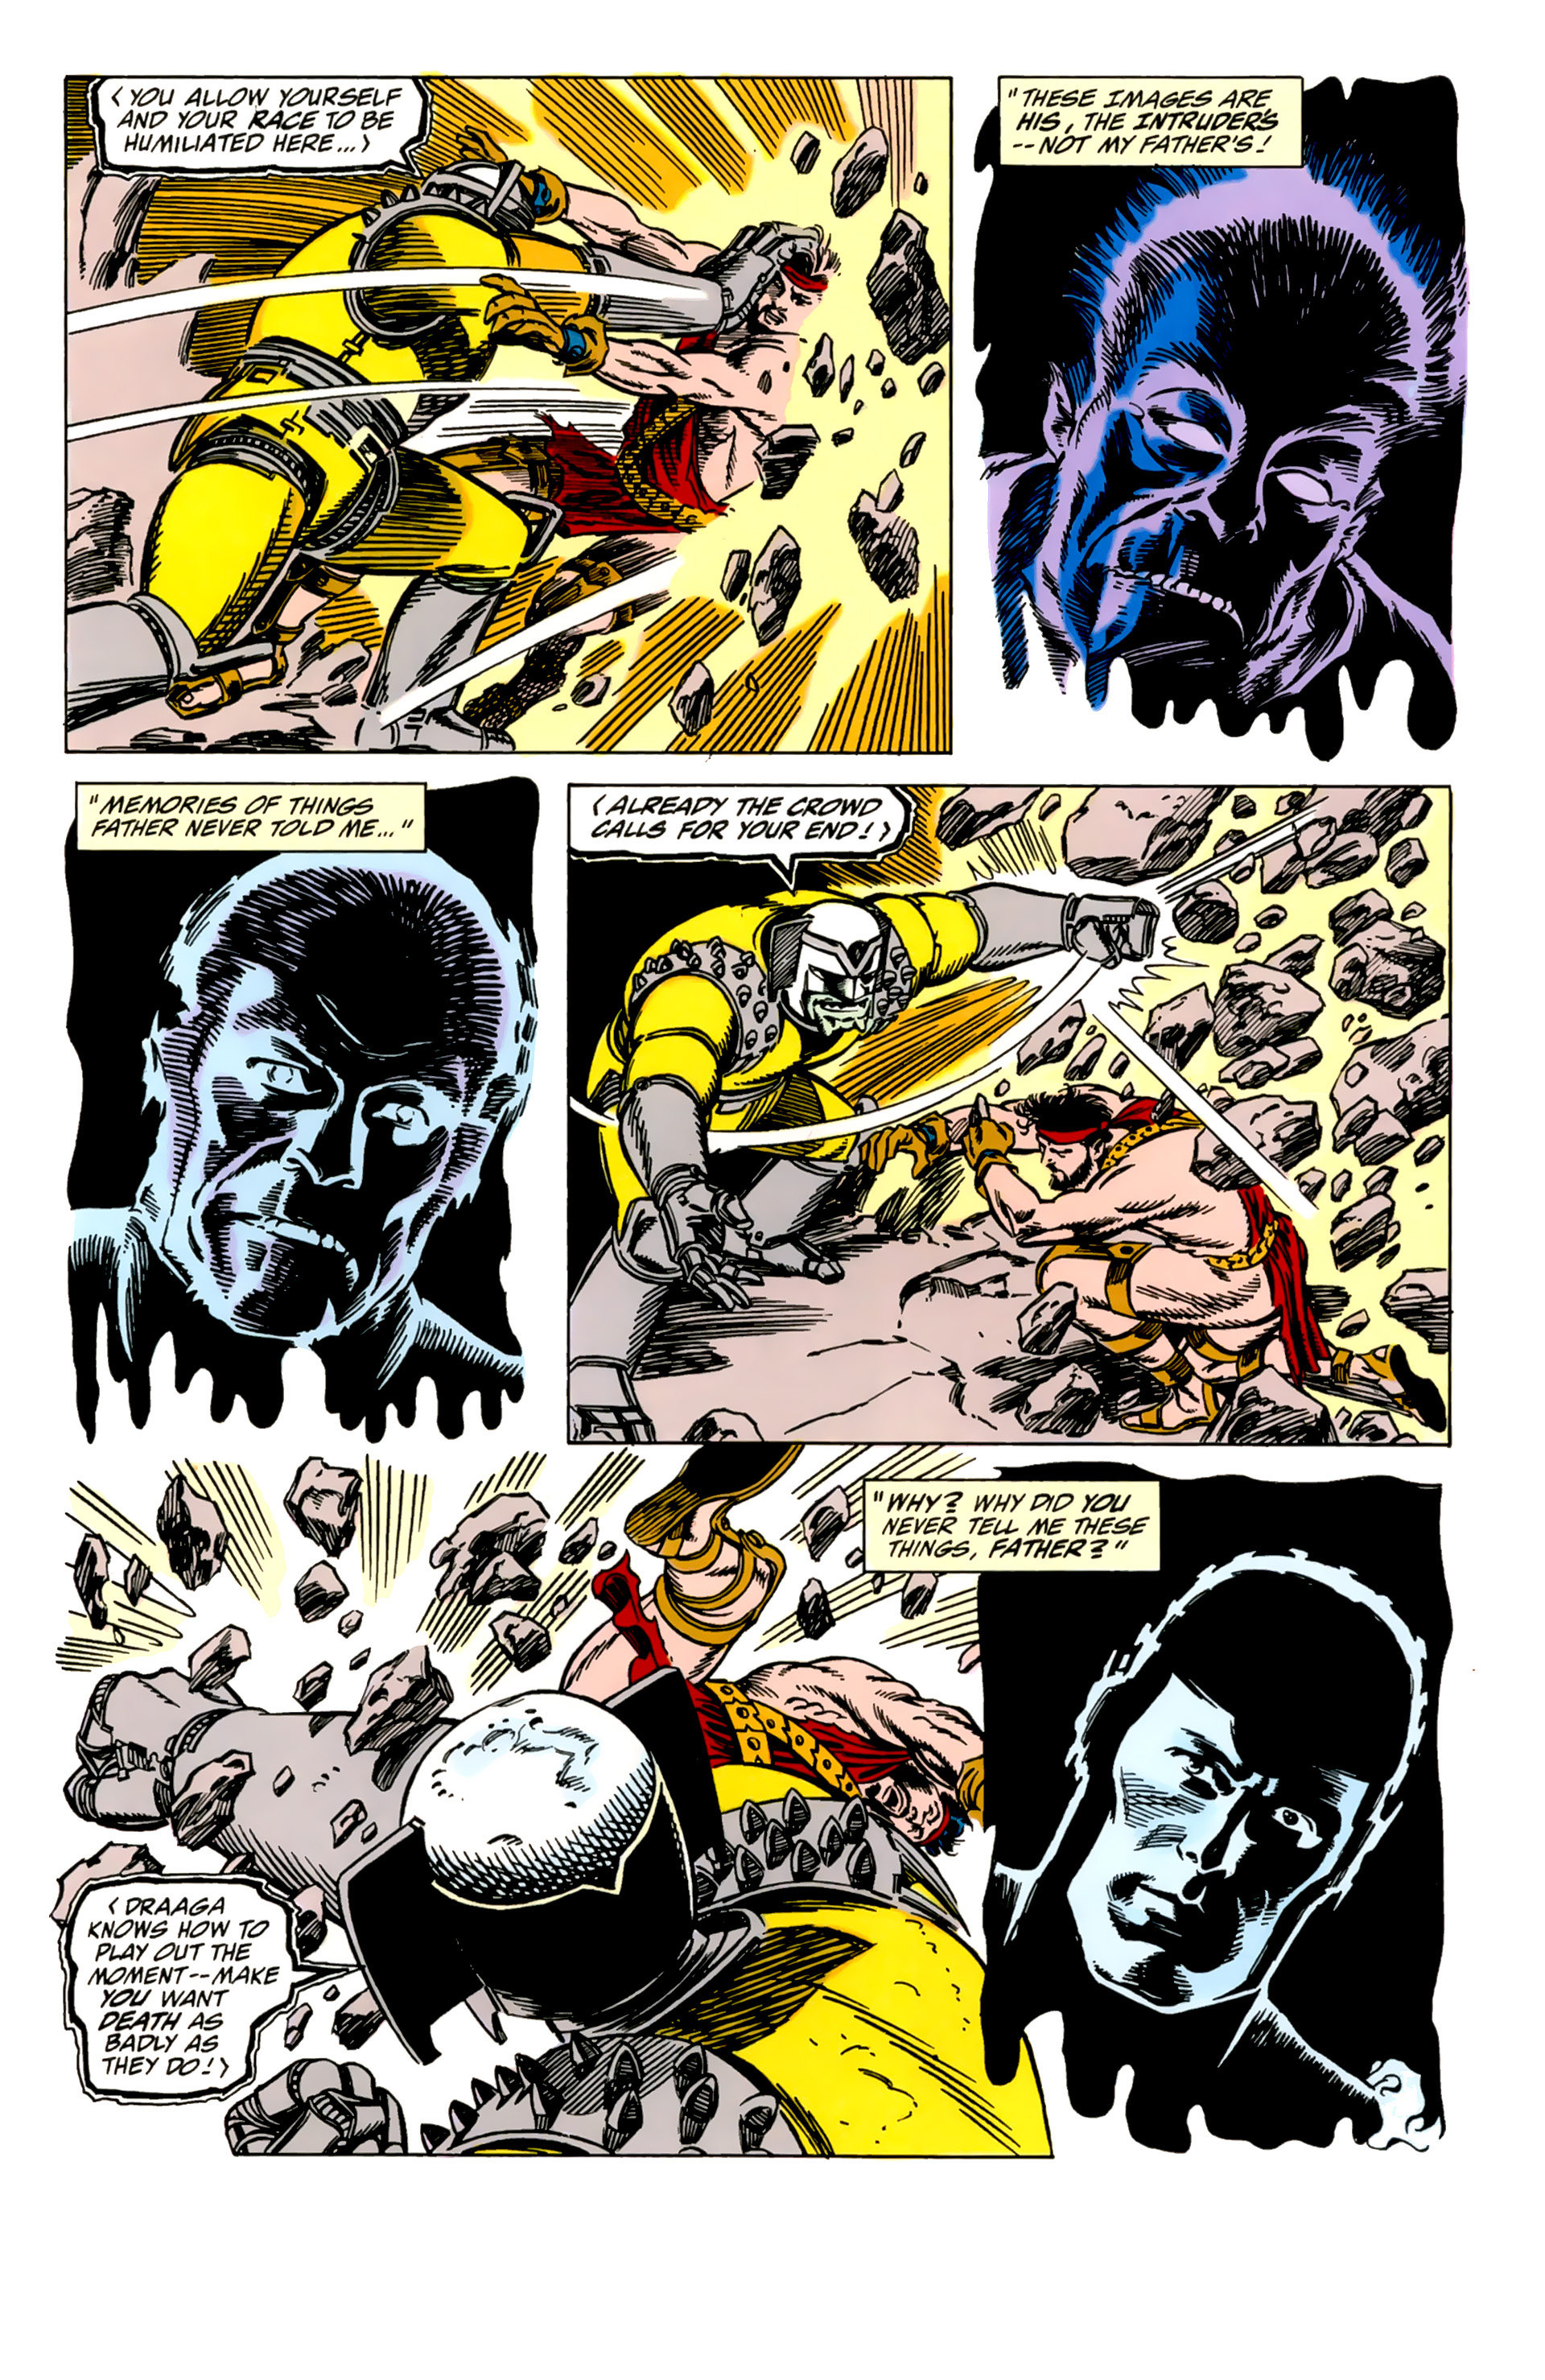 < YOU ALLOW YOURSELF
AND YOUR RACE TO BE
HUMILIATED HERE... >
"THESE IMAGES ARE
HIS, THE INTRUDER'S
--NOT MY FATHER'S!
"MEMORIES OF THINGS
FATHER NEVER TOLD ME..."
< ALREADY THE CROWD
CALLS FOR YOUR END! >
< DRAAGA
KNOWS HOW TO
PLAY OUT THE
MOMENT--MAKE
YOU WANT
DEATH AS
BADLY AS
THEY DO! >
"WHY? WHY DID YOU
NEVER TELL ME THESE
THINGS, FATHER?"